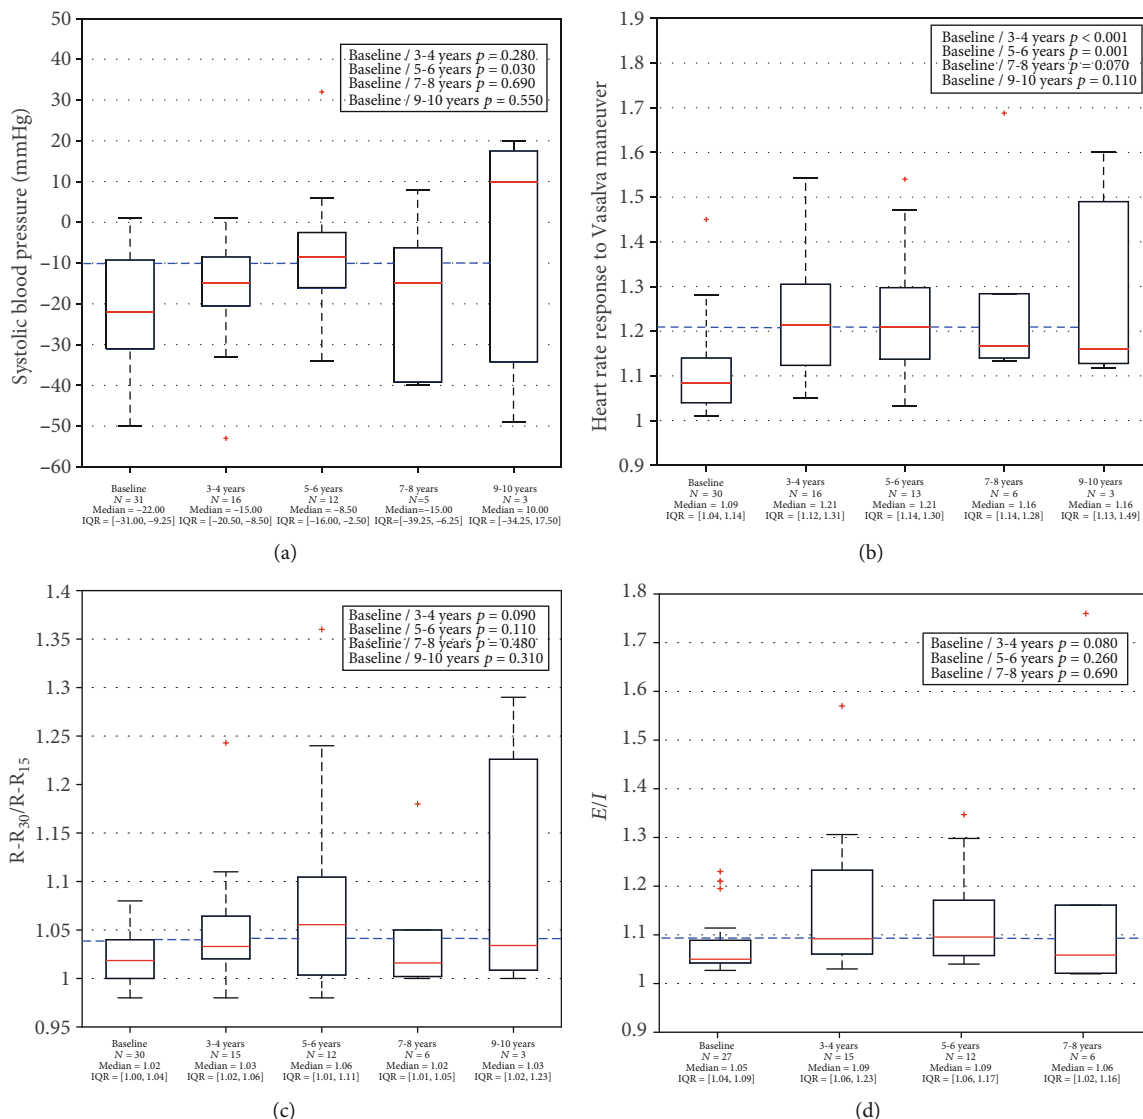 50
40
30
20
10
0
−10
−20
−30
−40
−50
−60
Systolic blood pressure (mmHg)
Baseline / 3-4 years p = 0.280
Baseline / 5-6 years p = 0.030
Baseline / 7-8 years p = 0.690
Baseline / 9-10 years p = 0.550
Baseline
N = 31
Median = −22.00
IQR = [−31.00, −9.25]
3-4 years
N = 16
Median = −15.00
IQR = [−20.50, −8.50]
5-6 years
N = 12
Median = −8.50
IQR = [−16.00, −2.50]
7-8 years
N=5
Median=−15.00
IQR=[−39.25, −6.25]
9-10 years
N = 3
Median 10.00
IQR = [−34.25, 17.50]
(a)
1.9
1.8
1.7
1.6
1.5
1.4
1.3
1.2
1.1
1
0.9
Heart rate response to Vasalva maneuver
Baseline / 3-4 years p < 0.001
Baseline / 5-6 years p = 0.001
Baseline / 7-8 years p = 0.070
Baseline / 9-10 years p = 0.110
Baseline
N = 30
Median = 1.09
IQR = [1.04, 1.14]
3-4 years
N = 16
Median = 1.21
IQR = [1.12, 1.31]
5-6 years
N = 13
Median = 1.21
IQR = [1.14, 1.30]
7-8 years
N = 6
Median = 1.16
IQR = [1.14, 1.28]
9-10 years
N = 3
Median = 1.16
IQR = [1.13, 1.49]
(b)
1.4
1.35
1.3
1.25
1.2
1.15
1.1
1.05
1
0.95
R-R30/R-R15
Baseline / 3-4 years p = 0.090
Baseline / 5-6 years p = 0.110
Baseline / 7-8 years p = 0.480
Baseline / 9-10 years p = 0.310
Baseline
N = 30
Median = 1.02
IQR = [1.00, 1.04]
3-4 years
N = 15
Median = 1.03
IQR = [1.02, 1.06]
5-6 years
N = 12
Median = 1.06
IQR = [1.01, 1.11]
7-8 years
N = 6
Median = 1.02
IQR = [1.01, 1.05]
9-10 years
N = 3
Median = 1.03
IQR = [1.02, 1.23]
(c)
1.8
1.7
1.6
1.5
1.4
1.3
1.2
1.1
1
0.9
E/I
Baseline / 3-4 years p = 0.080
Baseline / 5-6 years p = 0.260
Baseline / 7-8 years p = 0.690
Baseline
N = 27
Median = 1.05
[1.04, 1.09]
3-4 years
N = 15
Median = 1.09
IQR = [1.06, 1.23]
5-6 years
N = 12
Median = 1.09
IQR = [1.06, 1.17]
7-8 years
N = 6
Median = 1.06
IQR = [1.02, 1.16]
(d)